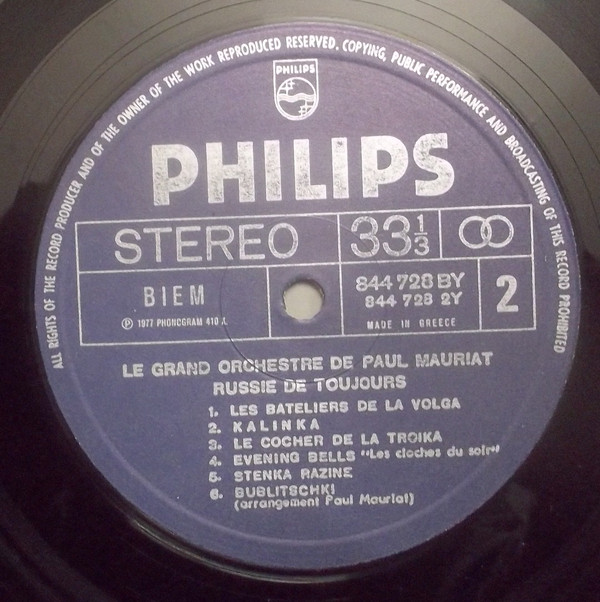 ALL RIGHTS OF THE RECORD PRODUCER AND OF THE OWNER OF THE WORK REPRODUCED RESERVED. COPYING, PUBLIC PERFORMANCE AND BROADCASTING OF THIS RECORD PROHIBITED
PHILIPS
PHILIPS
STEREO 33 1/3
BIEM 844 728 BY 2
844 728 2Y
℗ 1977 PHONOGRAM 410 J. MADE IN GREECE
LE GRAND ORCHESTRE DE PAUL MAURIAT
RUSSIE DE TOUJOURS
1. LES BATELIERS DE LA VOLGA
2. KALINKA
3. LE COCHER DE LA TROIKA
4. EVENING BELLS "Les cloches du soir"
5. STENKA RAZINE
6. BUBLITSCHKI
(arrangement Paul Mauriat)